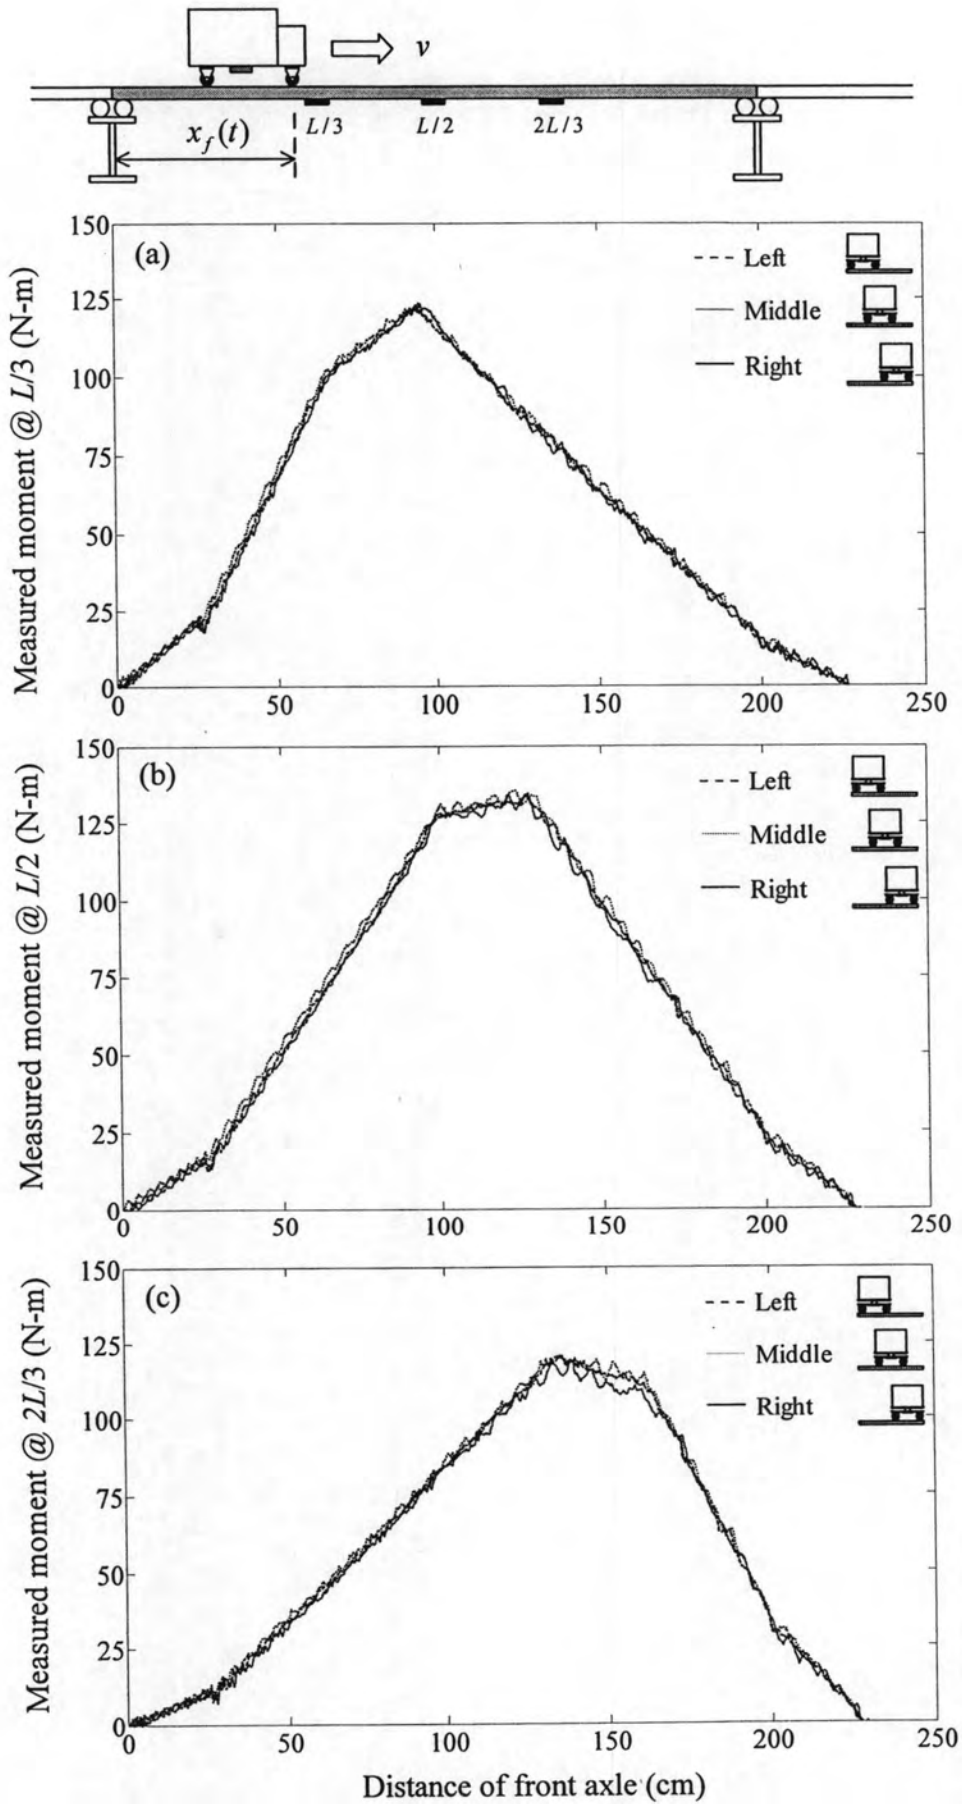 v
L/3 L/2 2L/3
x_f(t)
(a)
Left
Middle
Right
Measured moment @ L/3 (N-m)
150
125
100
75
50
25
0
0 50 100 150 200 250
(b)
Left
Middle
Right
Measured moment @ L/2 (N-m)
150
125
100
75
50
25
0
0 50 100 150 200 250
(c)
Left
Middle
Right
Measured moment @ 2L/3 (N-m)
150
125
100
75
50
25
0
0 50 100 150 200 250
Distance of front axle (cm)